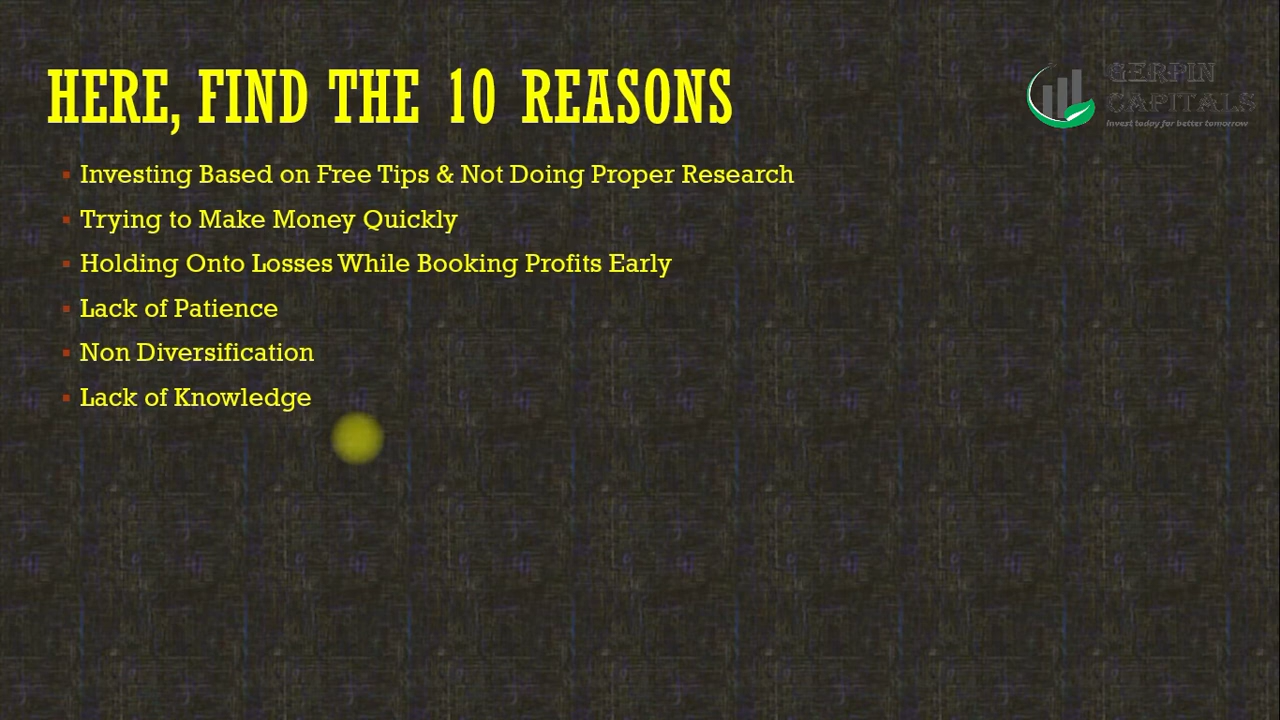 HERE, FIND THE 10 REASONS
GERPIN
CAPITALS
invest today for better tomorrow
Investing Based on Free Tips & Not Doing Proper Research
Trying to Make Money Quickly
Holding Onto Losses While Booking Profits Early
Lack of Patience
Non Diversification
Lack of Knowledge